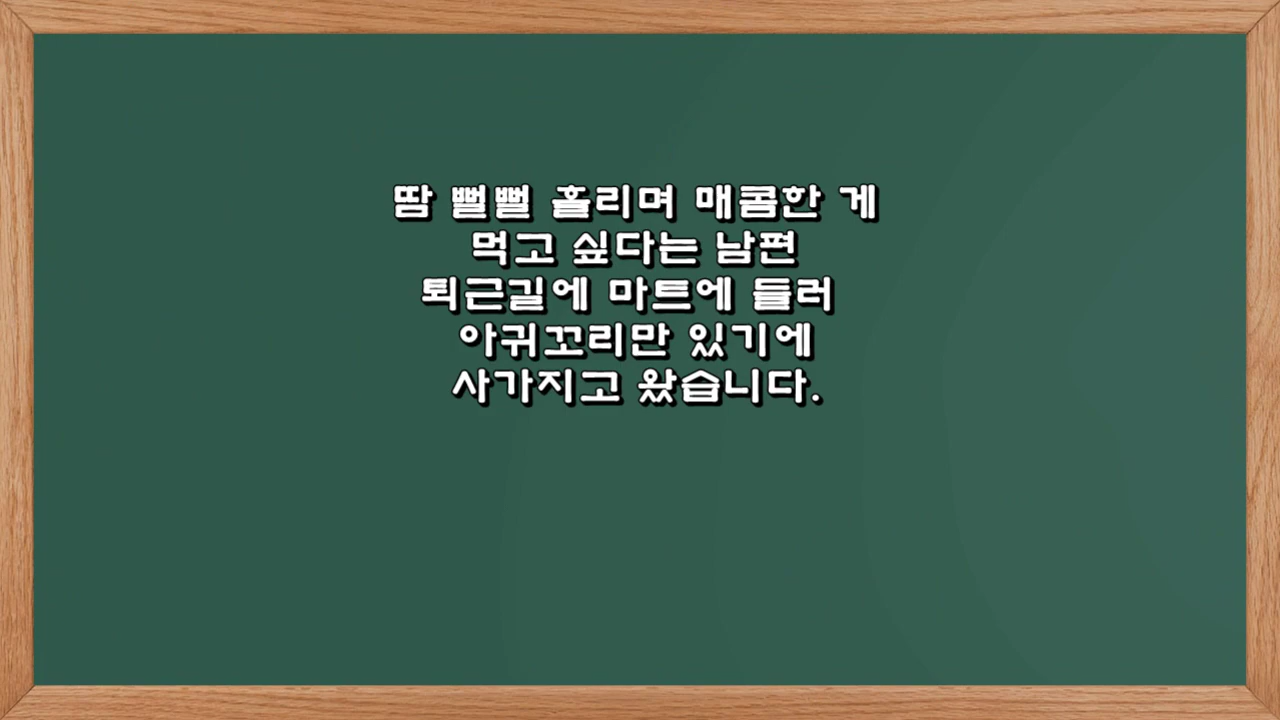 땀 뻘뻘 흘리며 매콤한 게
먹고 싶다는 남편
퇴근길에 마트에 들러
아귀꼬리만 있기에
사가지고 왔습니다.